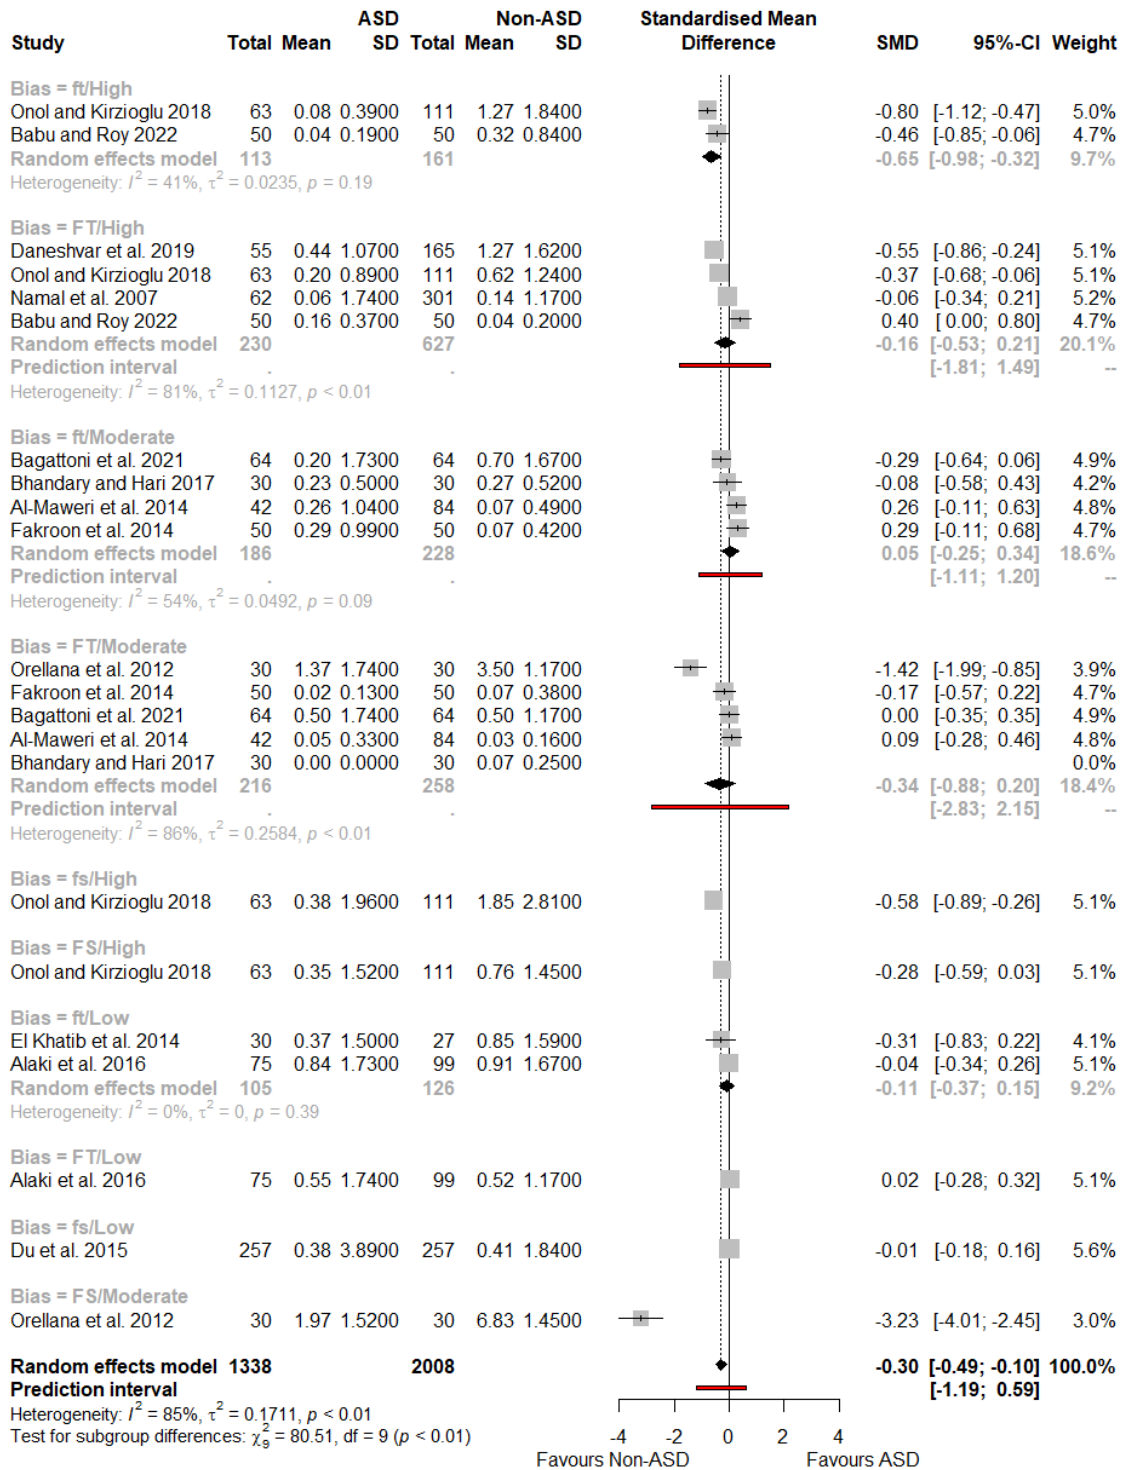 ASD Non-ASD Standardised Mean
Study Total Mean SD Total Mean SD Difference SMD 95%-CI Weight
Bias = ft/High
Onol and Kirzioglu 2018 63 0.08 0.3900 111 1.27 1.8400 -0.80 [-1.12; -0.47] 5.0%
Babu and Roy 2022 50 0.04 0.1900 50 0.32 0.8400 -0.46 [-0.85; -0.06] 4.7%
Random effects model 113 161 -0.65 [-0.98; -0.32] 9.7%
Heterogeneity: I² = 41%, τ² = 0.0235, p = 0.19
Bias = FT/High
Daneshvar et al. 2019 55 0.44 1.0700 165 1.27 1.6200 -0.55 [-0.86; -0.24] 5.1%
Onol and Kirzioglu 2018 63 0.20 0.8900 111 0.62 1.2400 -0.37 [-0.68; -0.06] 5.1%
Namal et al. 2007 62 0.06 1.7400 301 0.14 1.1700 -0.06 [-0.34; 0.21] 5.2%
Babu and Roy 2022 50 0.16 0.3700 50 0.04 0.2000 0.40 [ 0.00; 0.80] 4.7%
Random effects model 230 627 -0.16 [-0.53; 0.21] 20.1%
Prediction interval . . [-1.81; 1.49] --
Heterogeneity: I² = 81%, τ² = 0.1127, p < 0.01
Bias = ft/Moderate
Bagattoni et al. 2021 64 0.20 1.7300 64 0.70 1.6700 -0.29 [-0.64; 0.06] 4.9%
Bhandary and Hari 2017 30 0.23 0.5000 30 0.27 0.5200 -0.08 [-0.58; 0.43] 4.2%
Al-Maweri et al. 2014 42 0.26 1.0400 84 0.07 0.4900 0.26 [-0.11; 0.63] 4.8%
Fakroon et al. 2014 50 0.29 0.9900 50 0.07 0.4200 0.29 [-0.11; 0.68] 4.7%
Random effects model 186 228 0.05 [-0.25; 0.34] 18.6%
Prediction interval . . [-1.11; 1.20] --
Heterogeneity: I² = 54%, τ² = 0.0492, p = 0.09
Bias = FT/Moderate
Orellana et al. 2012 30 1.37 1.7400 30 3.50 1.1700 -1.42 [-1.99; -0.85] 3.9%
Fakroon et al. 2014 50 0.02 0.1300 50 0.07 0.3800 -0.17 [-0.57; 0.22] 4.7%
Bagattoni et al. 2021 64 0.50 1.7400 64 0.50 1.1700 0.00 [-0.35; 0.35] 4.9%
Al-Maweri et al. 2014 42 0.05 0.3300 84 0.03 0.1600 0.09 [-0.28; 0.46] 4.8%
Bhandary and Hari 2017 30 0.00 0.0000 30 0.07 0.2500 0.0%
Random effects model 216 258 -0.34 [-0.88; 0.20] 18.4%
Prediction interval . . [-2.83; 2.15] --
Heterogeneity: I² = 86%, τ² = 0.2584, p < 0.01
Bias = fs/High
Onol and Kirzioglu 2018 63 0.38 1.9600 111 1.85 2.8100 -0.58 [-0.89; -0.26] 5.1%
Bias = FS/High
Onol and Kirzioglu 2018 63 0.35 1.5200 111 0.76 1.4500 -0.28 [-0.59; 0.03] 5.1%
Bias = ft/Low
El Khatib et al. 2014 30 0.37 1.5000 27 0.85 1.5900 -0.31 [-0.83; 0.22] 4.1%
Alaki et al. 2016 75 0.84 1.7300 99 0.91 1.6700 -0.04 [-0.34; 0.26] 5.1%
Random effects model 105 126 -0.11 [-0.37; 0.15] 9.2%
Heterogeneity: I² = 0%, τ² = 0, p = 0.39
Bias = FT/Low
Alaki et al. 2016 75 0.55 1.7400 99 0.52 1.1700 0.02 [-0.28; 0.32] 5.1%
Bias = fs/Low
Du et al. 2015 257 0.38 3.8900 257 0.41 1.8400 -0.01 [-0.18; 0.16] 5.6%
Bias = FS/Moderate
Orellana et al. 2012 30 1.97 1.5200 30 6.83 1.4500 -3.23 [-4.01; -2.45] 3.0%
Random effects model 1338 2008 -0.30 [-0.49; -0.10] 100.0%
Prediction interval [-1.19; 0.59]
Heterogeneity: I² = 85%, τ² = 0.1711, p < 0.01
Test for subgroup differences: χ²₉ = 80.51, df = 9 (p < 0.01)
-4 -2 0 2 4
Favours Non-ASD Favours ASD